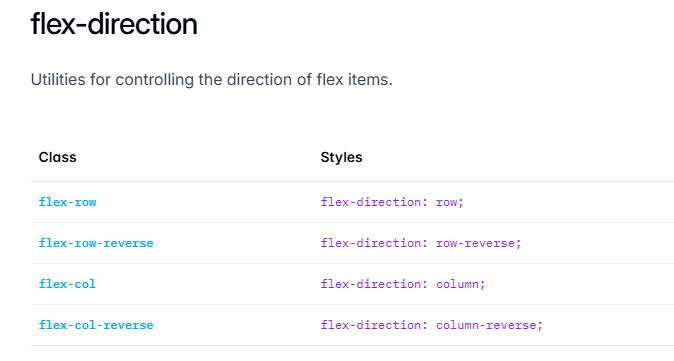 flex-direction
Utilities for controlling the direction of flex items.
Class Styles
flex-row flex-direction: row;
flex-row-reverse flex-direction: row-reverse;
flex-col flex-direction: column;
flex-col-reverse flex-direction: column-reverse;